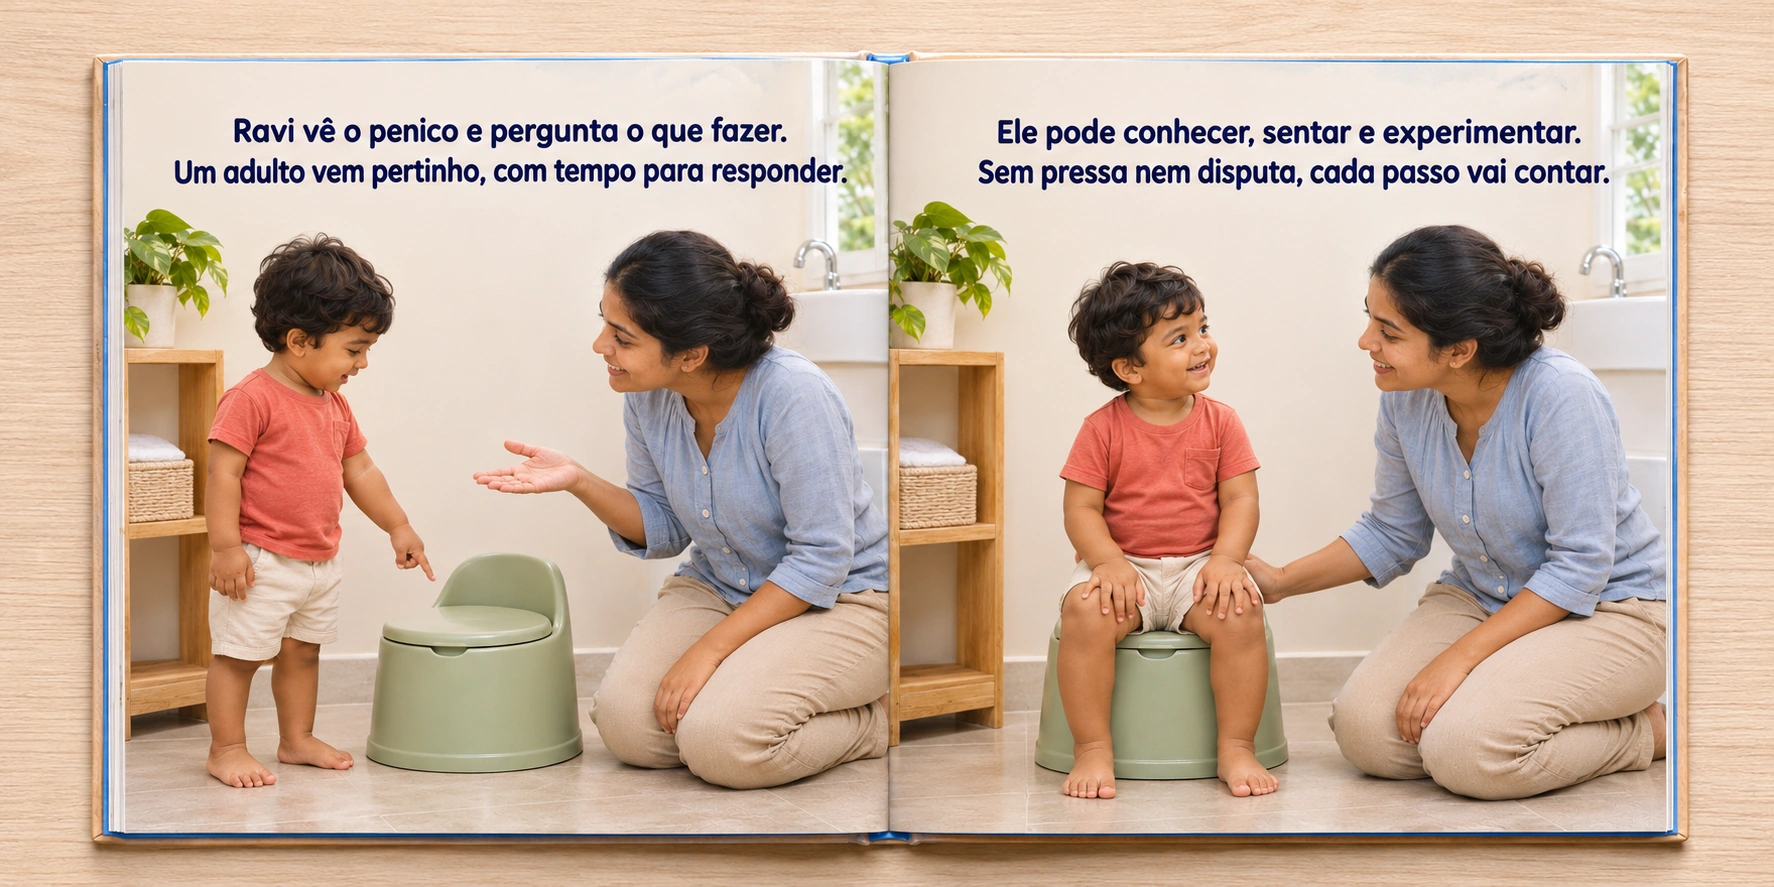 Ravi vê o penico e pergunta o que fazer.
Um adulto vem pertinho, com tempo para responder.
Ele pode conhecer, sentar e experimentar.
Sem pressa nem disputa, cada passo vai contar.